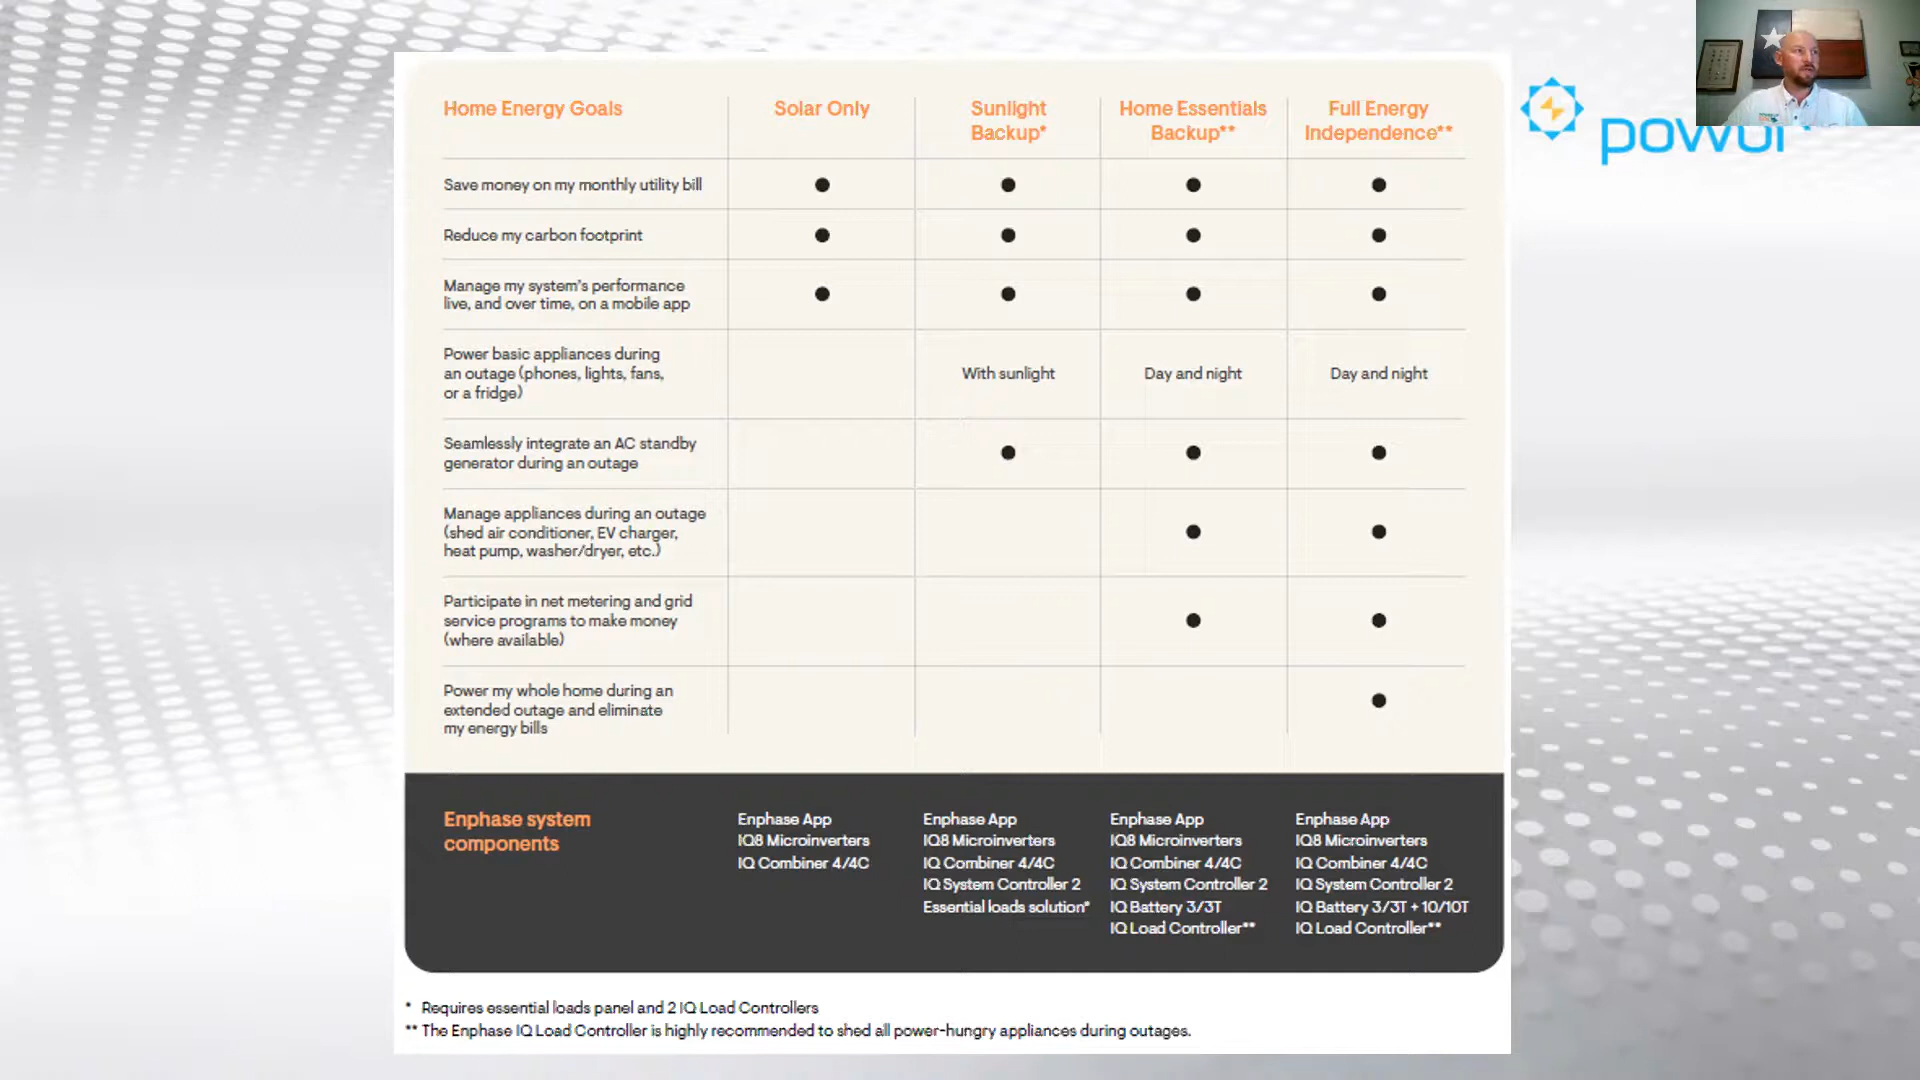 Home Energy Goals
Solar Only
Sunlight
Backup*
Home Essentials
Backup**
Full Energy
Independence**
Save money on my monthly utility bill
Reduce my carbon footprint
Manage my system's performance
live, and over time, on a mobile app
Power basic appliances during
an outage (phones, lights, fans,
or a fridge)
With sunlight
Day and night
Day and night
Seamlessly integrate an AC standby
generator during an outage
Manage appliances during an outage
(shed air conditioner, EV charger,
heat pump, washer/dryer, etc.)
Participate in net metering and grid
service programs to make money
(where available)
Power my whole home during an
extended outage and eliminate
my energy bills
Enphase system
components
Enphase App
IQ8 Microinverters
IQ Combiner 4/4C
Enphase App
IQ8 Microinverters
IQ Combiner 4/4C
IQ System Controller 2
Essential loads solution*
Enphase App
IQ8 Microinverters
IQ Combiner 4/4C
IQ System Controller 2
IQ Battery 3/3T
IQ Load Controller**
Enphase App
IQ8 Microinverters
IQ Combiner 4/4C
IQ System Controller 2
IQ Battery 3/3T + 10/10T
IQ Load Controller**
* Requires essential loads panel and 2 IQ Load Controllers
** The Enphase IQ Load Controller is highly recommended to shed all power-hungry appliances during outages.